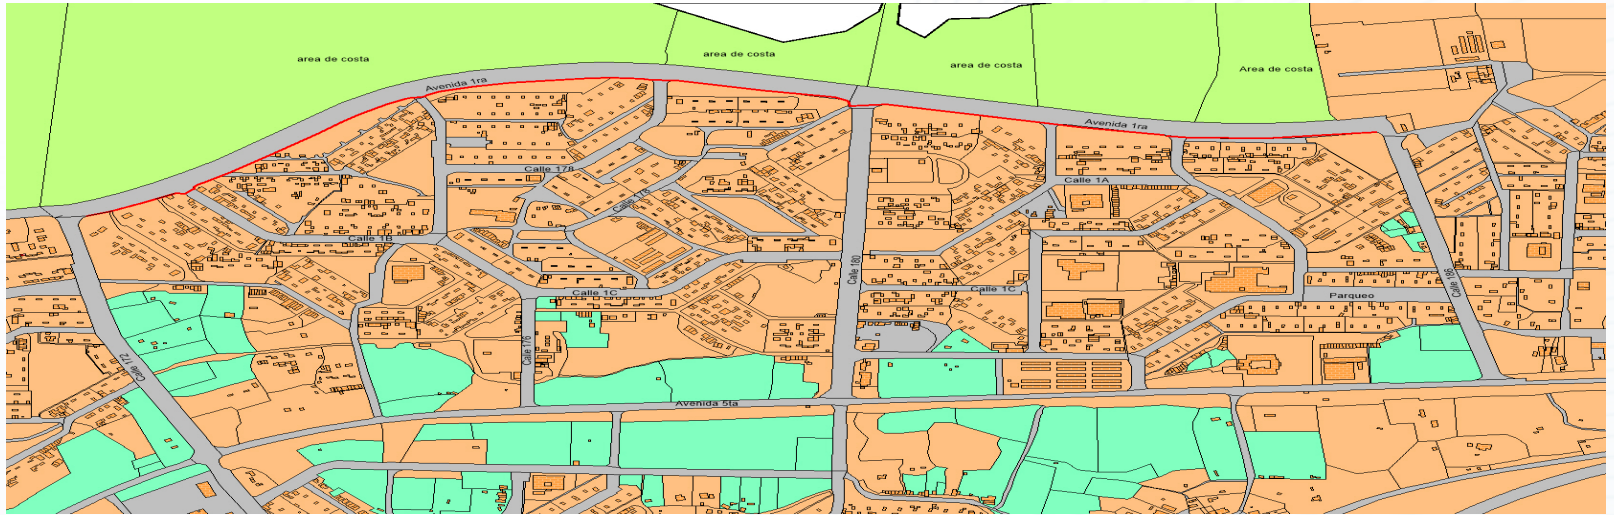 area de costa
area de costa
area de costa
Area de costa
Avenida 1ra
Avenida 1ra
Calle 178
Calle 1A
Calle 1B
Calle 180
Calle 186
Calle 1C
Calle 1C
Parqueo
Calle 172
Calle 176
Avenida 5ta